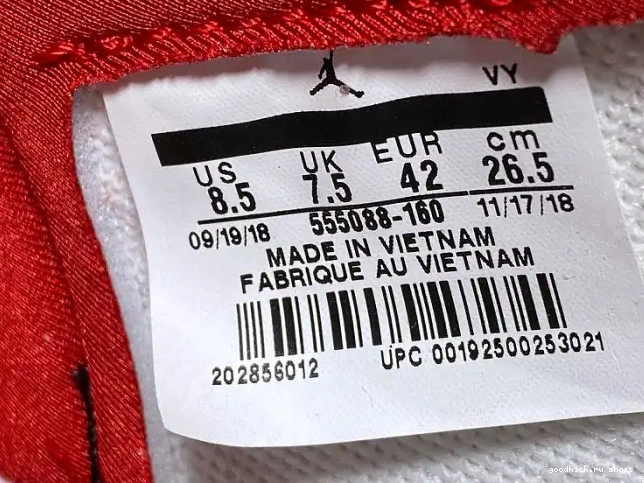 VY
US UK EUR cm
8.5 7.5 42 26.5
555088-160
09/19/18 11/17/18
MADE IN VIETNAM
FABRIQUE AU VIETNAM
202856012 UPC 00192500253021
goodkick.ru shoes